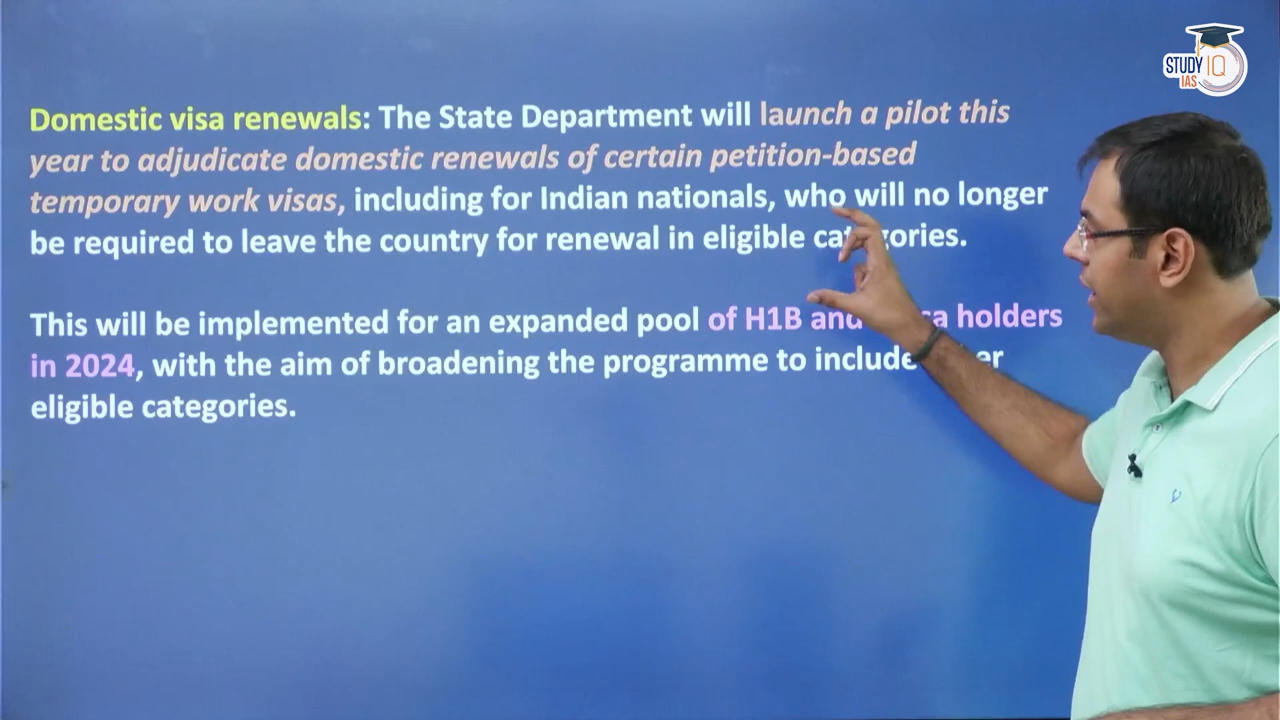 STUDY IQ
IAS
Domestic visa renewals: The State Department will launch a pilot this
year to adjudicate domestic renewals of certain petition-based
temporary work visas, including for Indian nationals, who will no longer
be required to leave the country for renewal in eligible categories.
This will be implemented for an expanded pool of H1B and holders
in 2024, with the aim of broadening the programme to include
eligible categories.